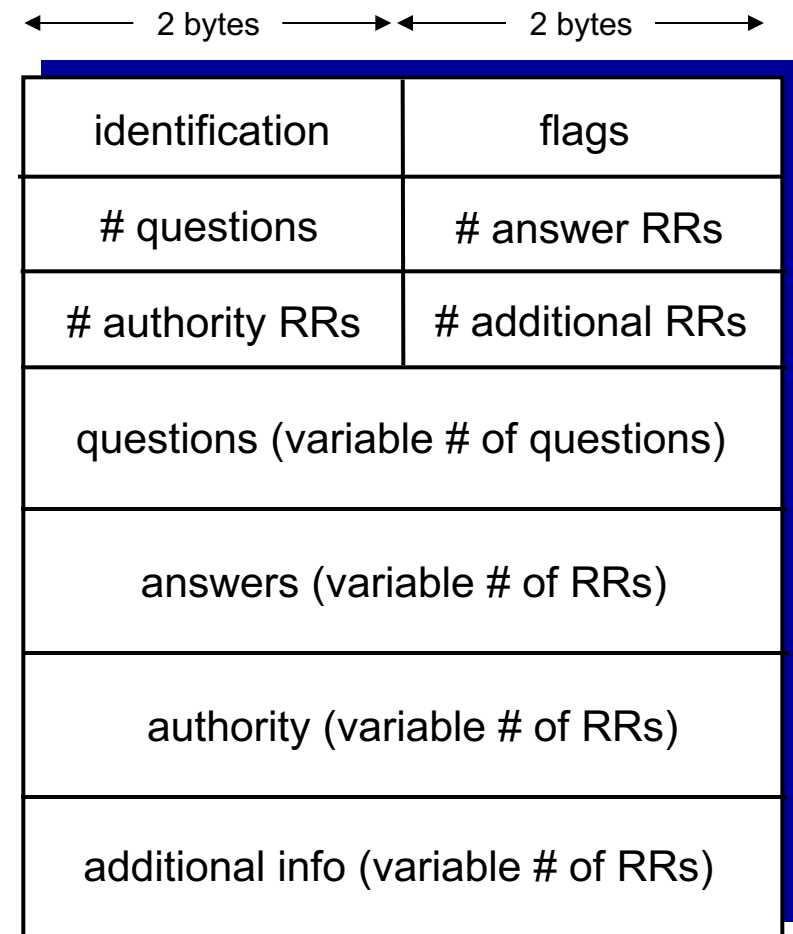 2 bytes 2 bytes
identification flags
# questions # answer RRs
# authority RRs # additional RRs
questions (variable # of questions)
answers (variable # of RRs)
authority (variable # of RRs)
additional info (variable # of RRs)